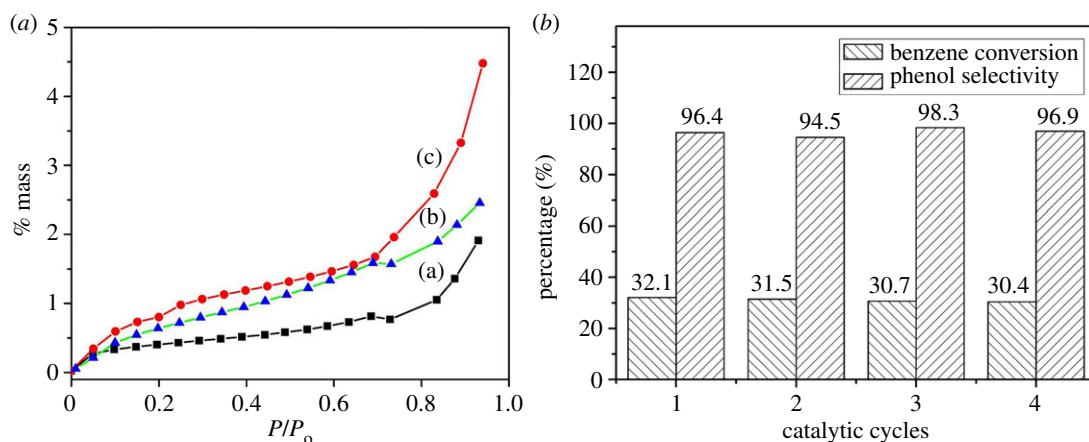 (a)
5
4
3
2
1
0
% mass
0
0.2
0.4
0.6
0.8
1.0
P/Po
(c)
(b)
(a)
(b)
benzene conversion
phenol selectivity
120
100
80
60
40
20
0
percentage (%)
32.1
96.4
31.5
94.5
30.7
98.3
30.4
96.9
1
2
3
4
catalytic cycles